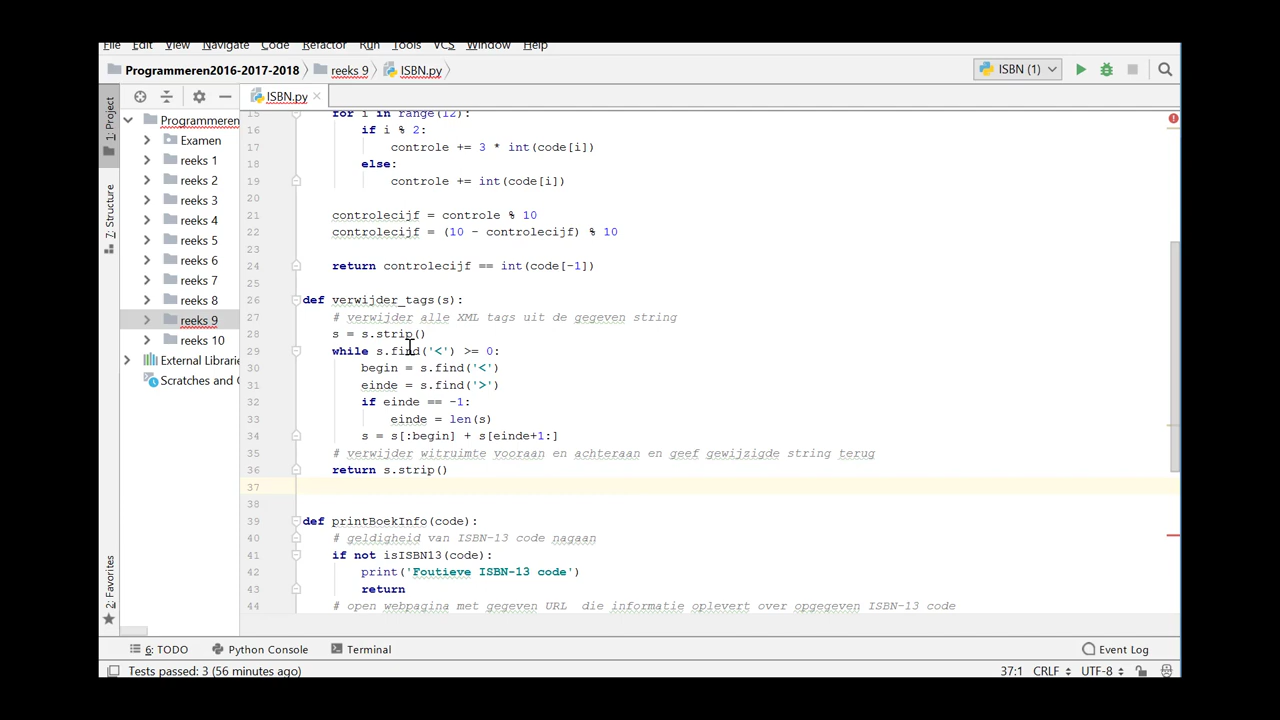 File Edit View Navigate Code Refactor Run Tools VCS Window Help
Programmeren2016-2017-2018 reeks 9 ISBN.py ISBN (1)
1: Project
7: Structure
2: Favorites
ISBN.py
Programmeren
Examen
reeks 1
reeks 2
reeks 3
reeks 4
reeks 5
reeks 6
reeks 7
reeks 8
reeks 9
reeks 10
External Librarie
Scratches and C
15 for i in range(12):
16 if i % 2:
17 controle += 3 * int(code[i])
18 else:
19 controle += int(code[i])
20
21 controlecijf = controle % 10
22 controlecijf = (10 - controlecijf) % 10
23
24 return controlecijf == int(code[-1])
25
26 def verwijder_tags(s):
27 # verwijder alle XML tags uit de gegeven string
28 s = s.strip()
29 while s.find('<') >= 0:
30 begin = s.find('<')
31 einde = s.find('>')
32 if einde == -1:
33 einde = len(s)
34 s = s[:begin] + s[einde+1:]
35 # verwijder witruimte vooraan en achteraan en geef gewijzigde string terug
36 return s.strip()
37
38
39 def printBoekInfo(code):
40 # geldigheid van ISBN-13 code nagaan
41 if not isISBN13(code):
42 print('Foutieve ISBN-13 code')
43 return
44 # open webpagina met gegeven URL die informatie oplevert over opgegeven ISBN-13 code
6: TODO Python Console Terminal Event Log
Tests passed: 3 (56 minutes ago) 37:1 CRLF UTF-8